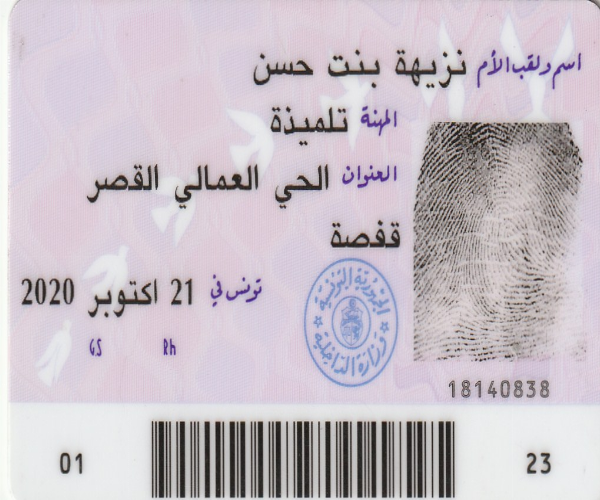 اسم ولقب الأم نزيهة بنت حسن
المهنة تلميذة
العنوان الحي العمالي القصر
قفصة
تونس في 21 اكتوبر 2020
GS Rh
الجمهورية التونسية
وزارة الداخلية
18140838
01 23